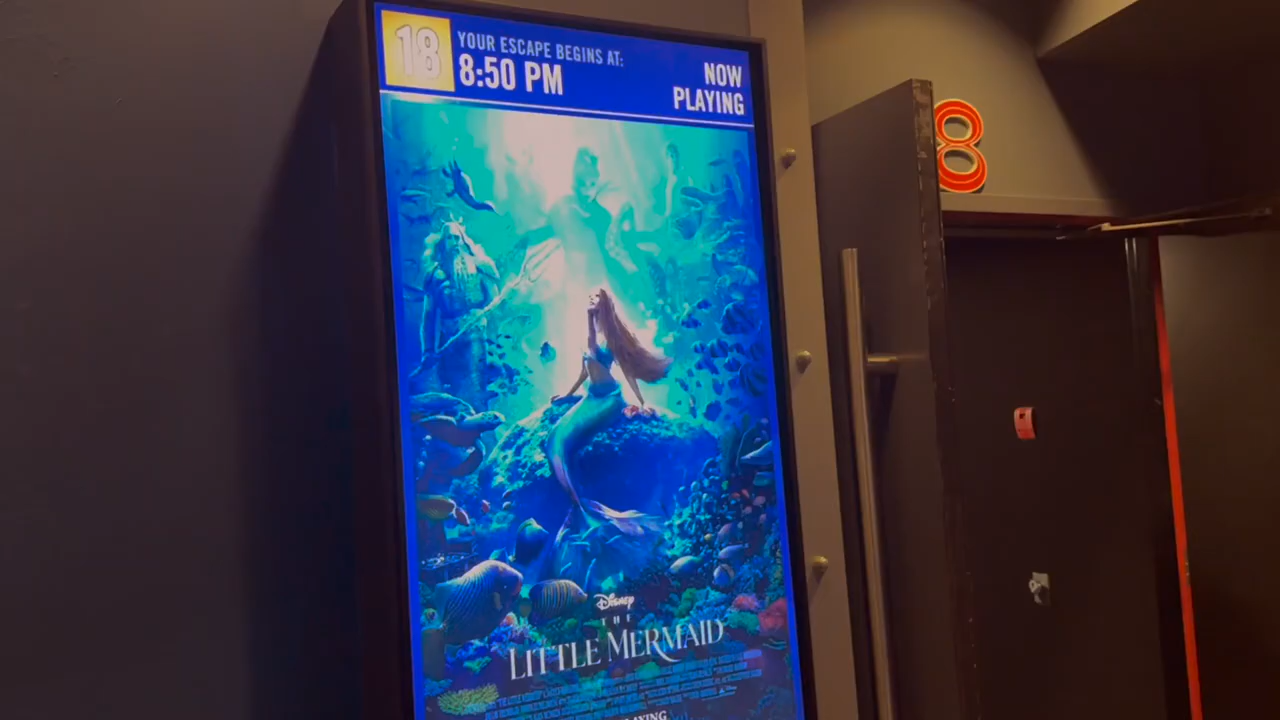 18
YOUR ESCAPE BEGINS AT:
8:50 PM
NOW
PLAYING
8
Disney
THE
LITTLE MERMAID